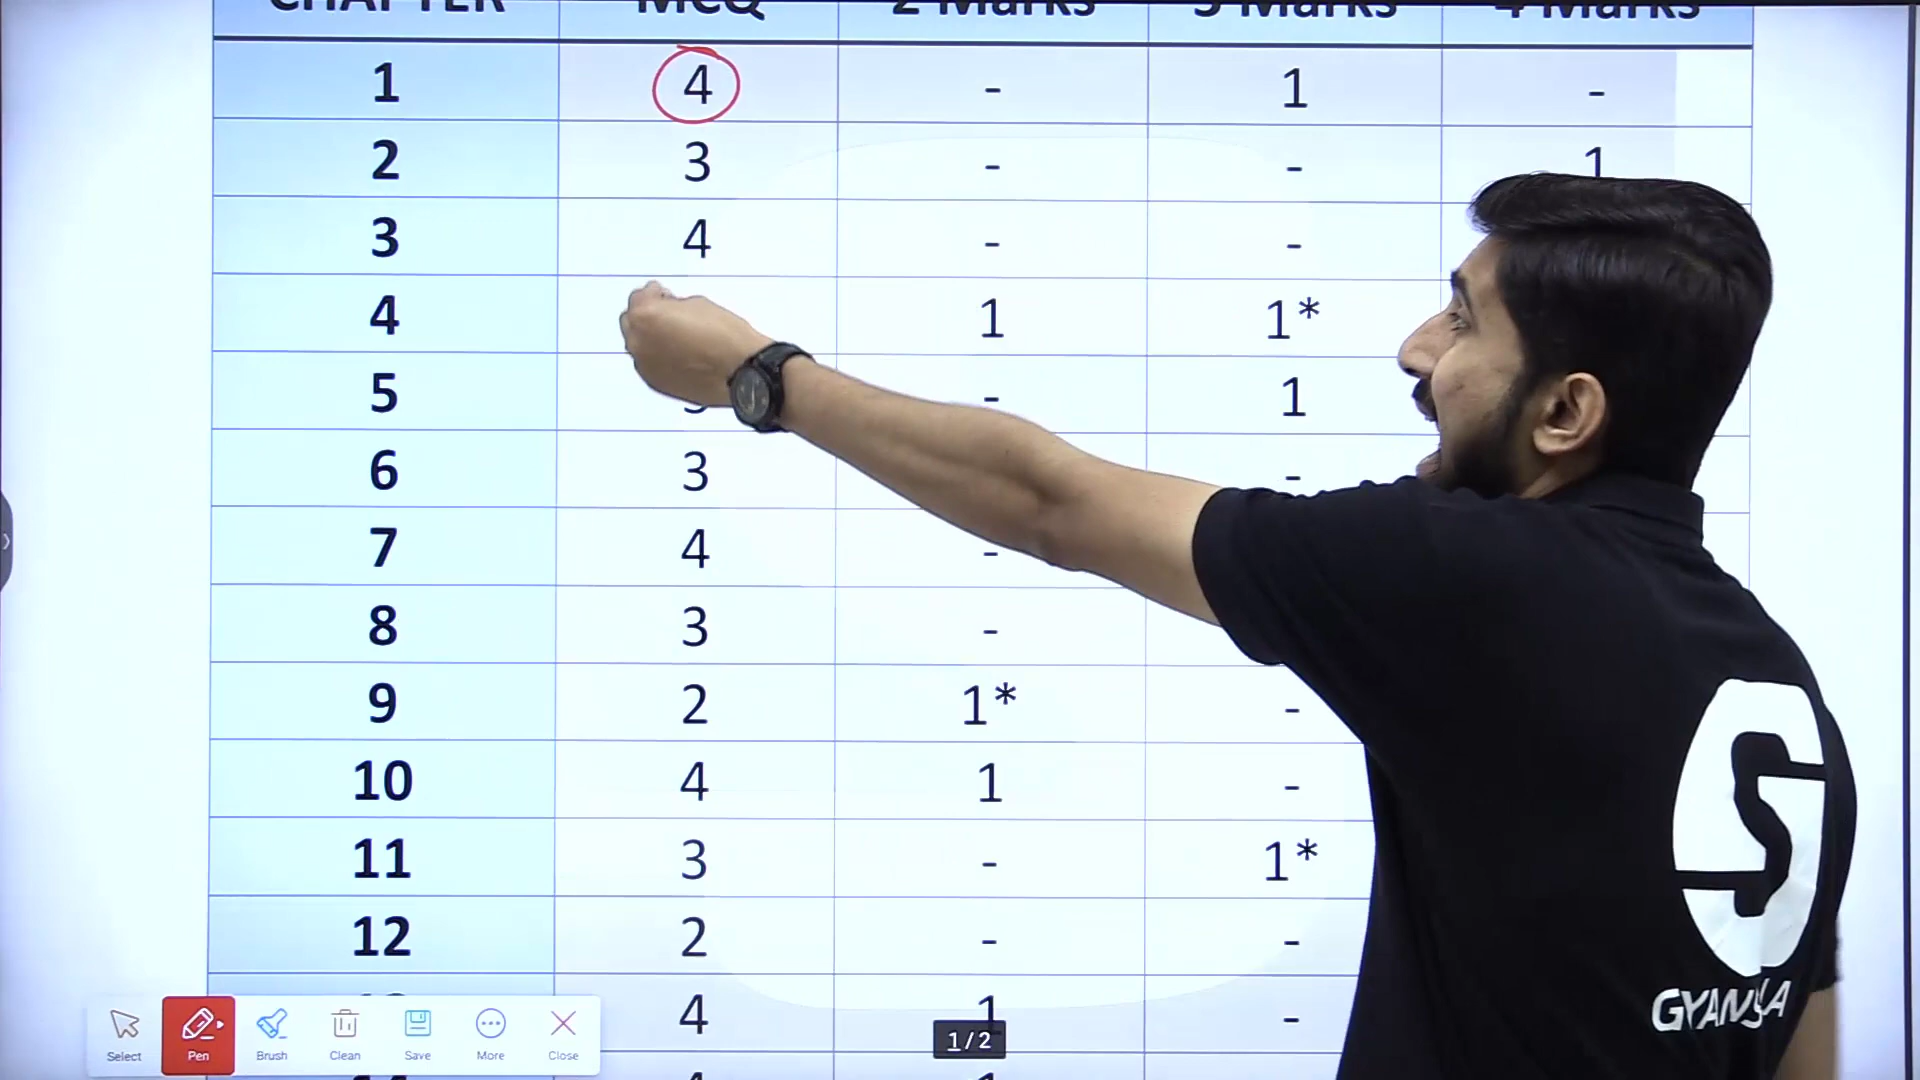 CHAPTER MCQ 2 Marks 3 Marks 4 Marks
1 4 - 1 -
2 3 - - 1
3 4 - -
4 1 1*
5 - 1
6 3 -
7 4 -
8 3 -
9 2 1* -
10 4 1 -
11 3 - 1*
12 2 - -
4 1 -
GYAN
1/2
Select Pen Brush Clean Save More Close